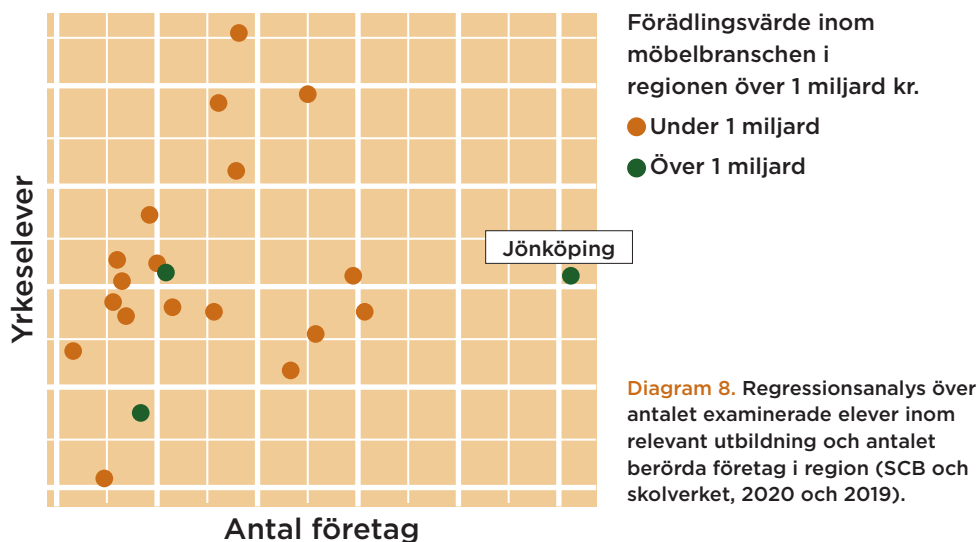 Förädlingsvärde inom
möbelbranschen i
regionen över 1 miljard kr.
Under 1 miljard
Över 1 miljard
Yrkeselever
Jönköping
Antal företag
Diagram 8. Regressionsanalys över
antalet examinerade elever inom
relevant utbildning och antalet
berörda företag i region (SCB och
skolverket, 2020 och 2019).